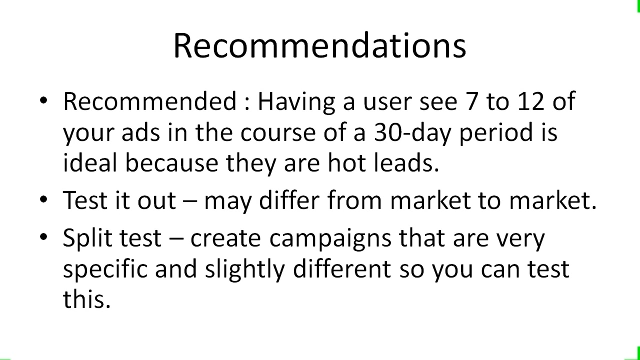 Recommendations
• Recommended : Having a user see 7 to 12 of
your ads in the course of a 30-day period is
ideal because they are hot leads.
• Test it out – may differ from market to market.
• Split test – create campaigns that are very
specific and slightly different so you can test
this.